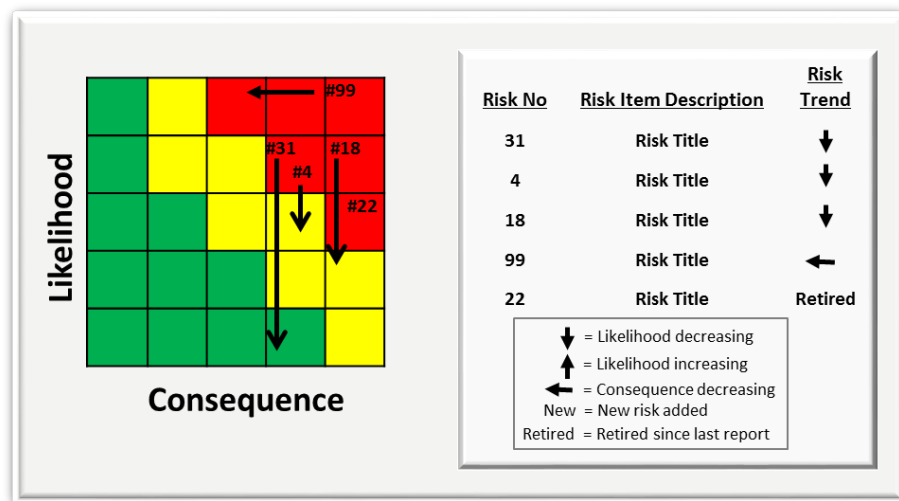 Likelihood
#99
#31
#18
#4
#22
Consequence
Risk No Risk Item Description Risk Trend
31 Risk Title
4 Risk Title
18 Risk Title
99 Risk Title
22 Risk Title Retired
= Likelihood decreasing
= Likelihood increasing
= Consequence decreasing
New = New risk added
Retired = Retired since last report